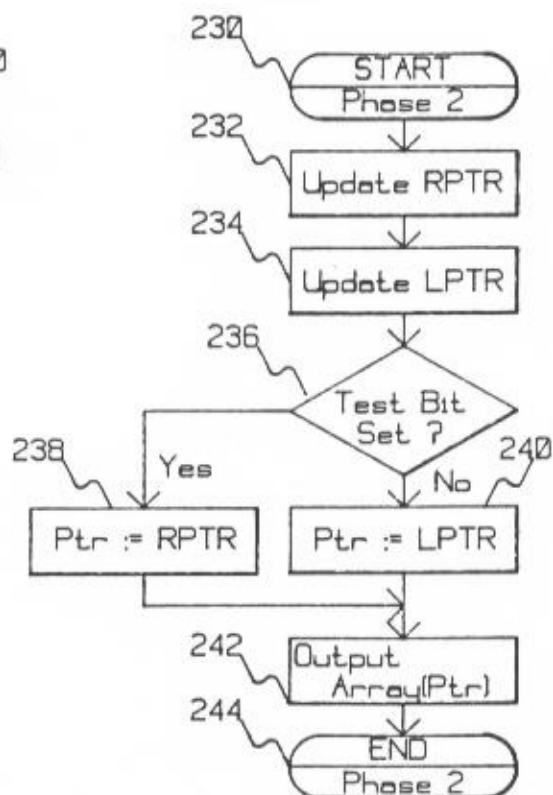 230
START
Phase 2
232
Update RPTR
234
Update LPTR
236
Test Bit
Set ?
238
Yes
No
240
Ptr := RPTR
Ptr := LPTR
242
Output
Array(Ptr)
244
END
Phase 2